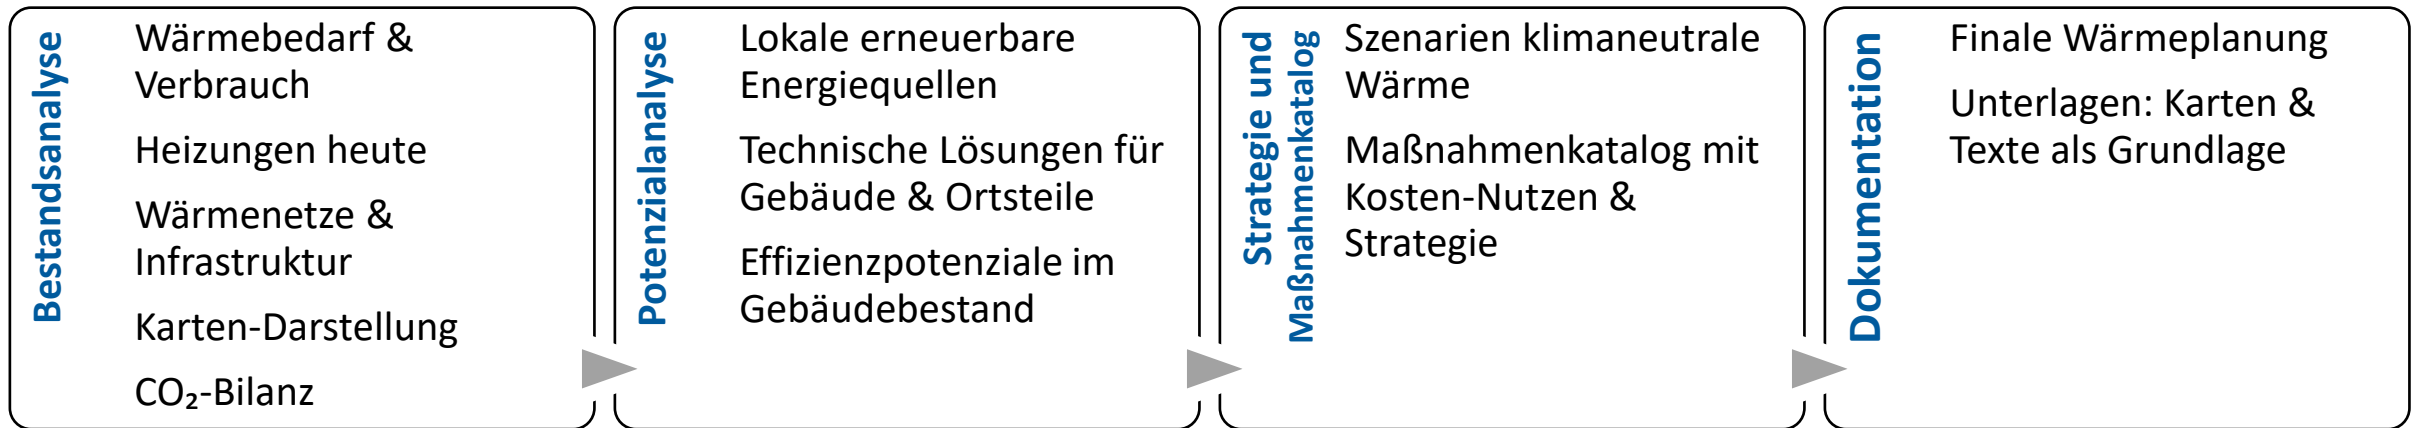 Bestandsanalyse
Wärmebedarf &
Verbrauch
Heizungen heute
Wärmenetze &
Infrastruktur
Karten-Darstellung
CO₂-Bilanz
Potenzialanalyse
Lokale erneuerbare
Energiequellen
Technische Lösungen für
Gebäude & Ortsteile
Effizienzpotenziale im
Gebäudebestand
Strategie und
Maßnahmenkatalog
Szenarien klimaneutrale
Wärme
Maßnahmenkatalog mit
Kosten-Nutzen &
Strategie
Dokumentation
Finale Wärmeplanung
Unterlagen: Karten &
Texte als Grundlage